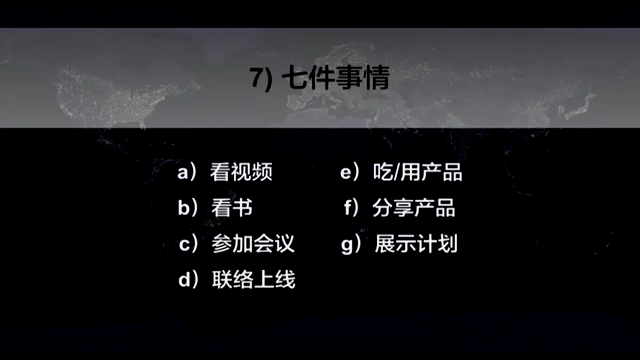 7) 七件事情
a）看视频
b）看书
c）参加会议
d）联络上线
e）吃/用产品
f）分享产品
g）展示计划